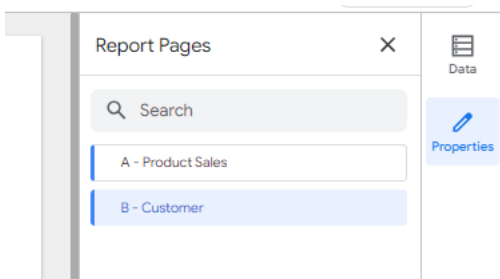 Report Pages
Data
Search
Properties
A - Product Sales
B - Customer